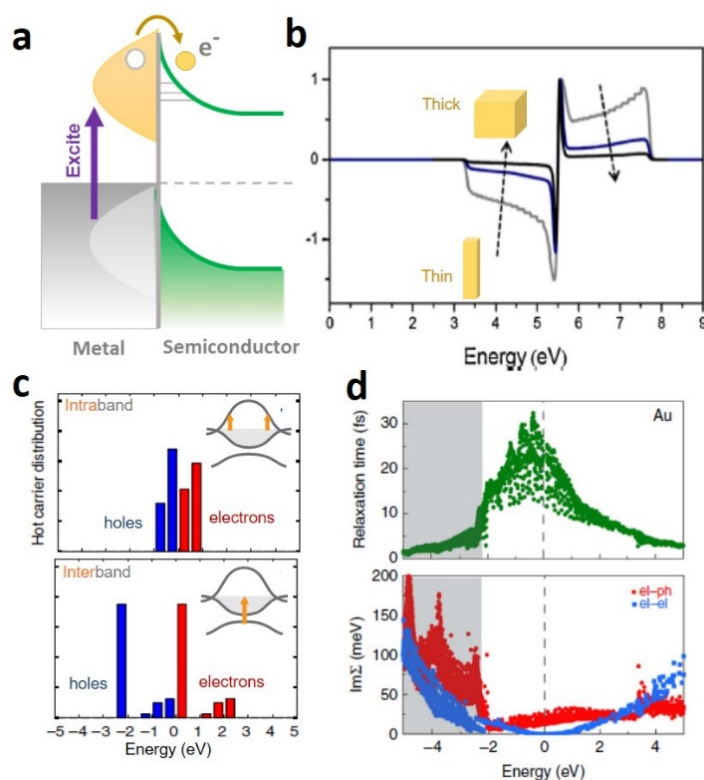 a
e-
Excite
Metal
Semiconductor
b
1
0
-1
Thick
Thin
0 1 2 3 4 5 6 7 8 9
Energy (eV)
c
Hot carrier distribution
Intraband
holes
electrons
Interband
holes
electrons
−5 −4 −3 −2 −1 0 1 2 3 4 5
Energy (eV)
d
Relaxation time (fs)
30
20
10
0
Au
ImΣ (meV)
200
150
100
50
0
el–ph
el–el
−4 −2 0 2 4
Energy (eV)